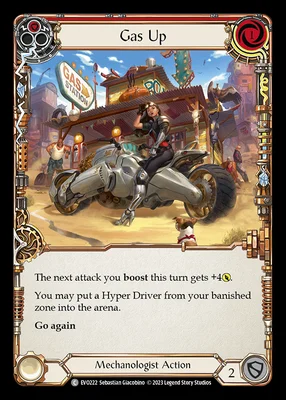 Gas Up
GAS
STATION
The next attack you boost this turn gets +4
You may put a Hyper Driver from your banished
zone into the arena.
Go again
Mechanologist Action
2
C EVO222 Sebastian Giacobino © 2023 Legend Story Studios